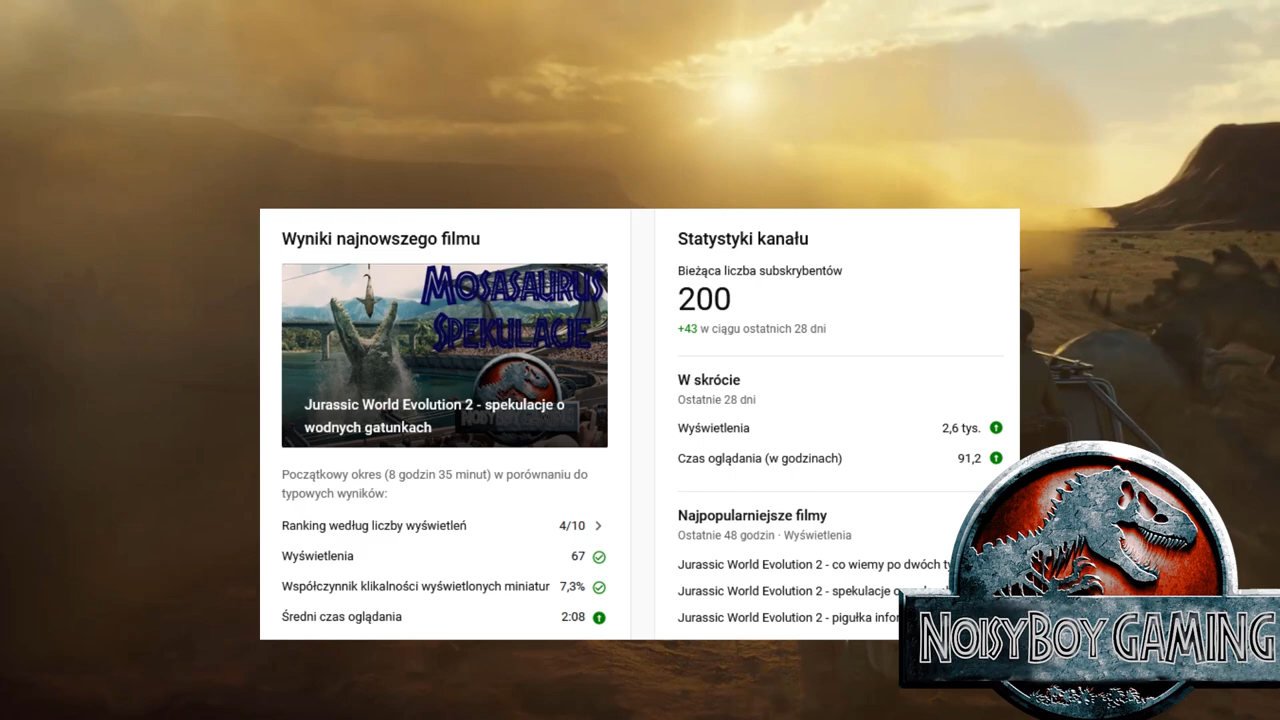 Wyniki najnowszego filmu
MOSASAURUS
SPEKULACJE
Jurassic World Evolution 2 - spekulacje o
wodnych gatunkach
Początkowy okres (8 godzin 35 minut) w porównaniu do
typowych wyników:
Ranking według liczby wyświetleń 4/10
Wyświetlenia 67
Współczynnik klikalności wyświetlonych miniatur 7,3%
Średni czas oglądania 2:08
Statystyki kanału
Bieżąca liczba subskrybentów
200
+43 w ciągu ostatnich 28 dni
W skrócie
Ostatnie 28 dni
Wyświetlenia 2,6 tys.
Czas oglądania (w godzinach) 91,2
Najpopularniejsze filmy
Ostatnie 48 godzin · Wyświetlenia
Jurassic World Evolution 2 - co wiemy po dwóch
Jurassic World Evolution 2 - spekulacje o
Jurassic World Evolution 2 - pigułka
NOISYBOY GAMING